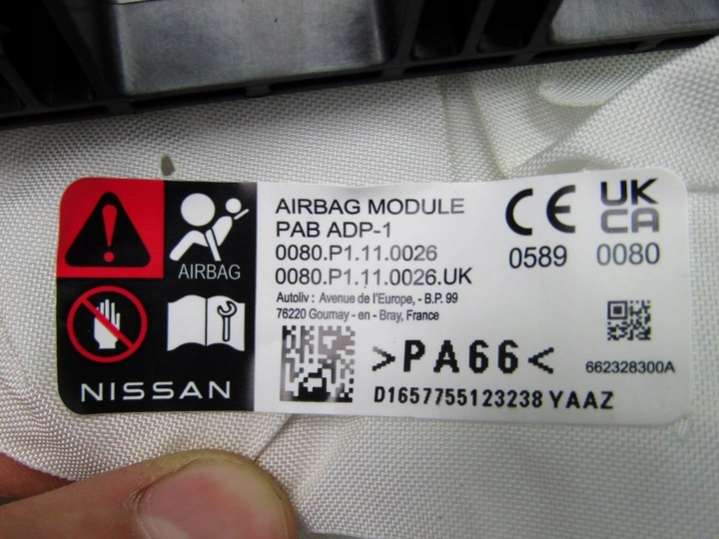 AIRBAG
NISSAN
AIRBAG MODULE
PAB ADP-1
0080.P1.11.0026
0080.P1.11.0026.UK
Autoliv : Avenue de l'Europe, - B.P. 99
76220 Gournay - en - Bray, France
>PA66<
D1657755123238 YAAZ
CE
0589
UK
CA
0080
662328300A